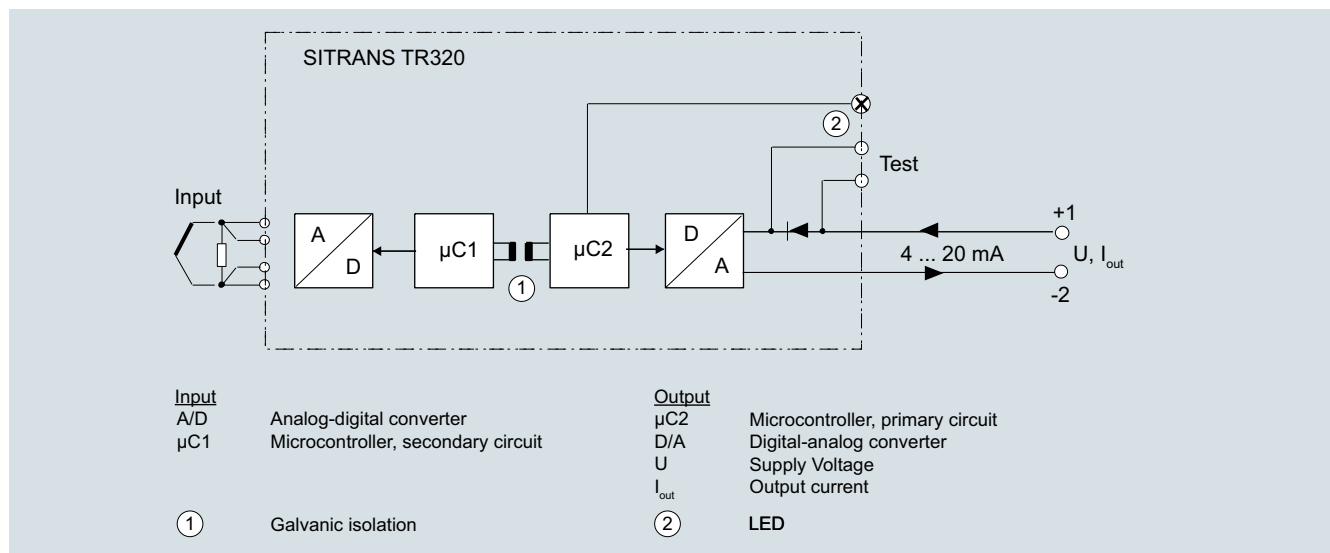 SITRANS TR320
2
Test
Input
A
D
µC1
µC2
D
A
+1
4 ... 20 mA
U, Iout
-2
1
Input
A/D Analog-digital converter
µC1 Microcontroller, secondary circuit
1 Galvanic isolation
Output
µC2 Microcontroller, primary circuit
D/A Digital-analog converter
U Supply Voltage
Iout Output current
2 LED